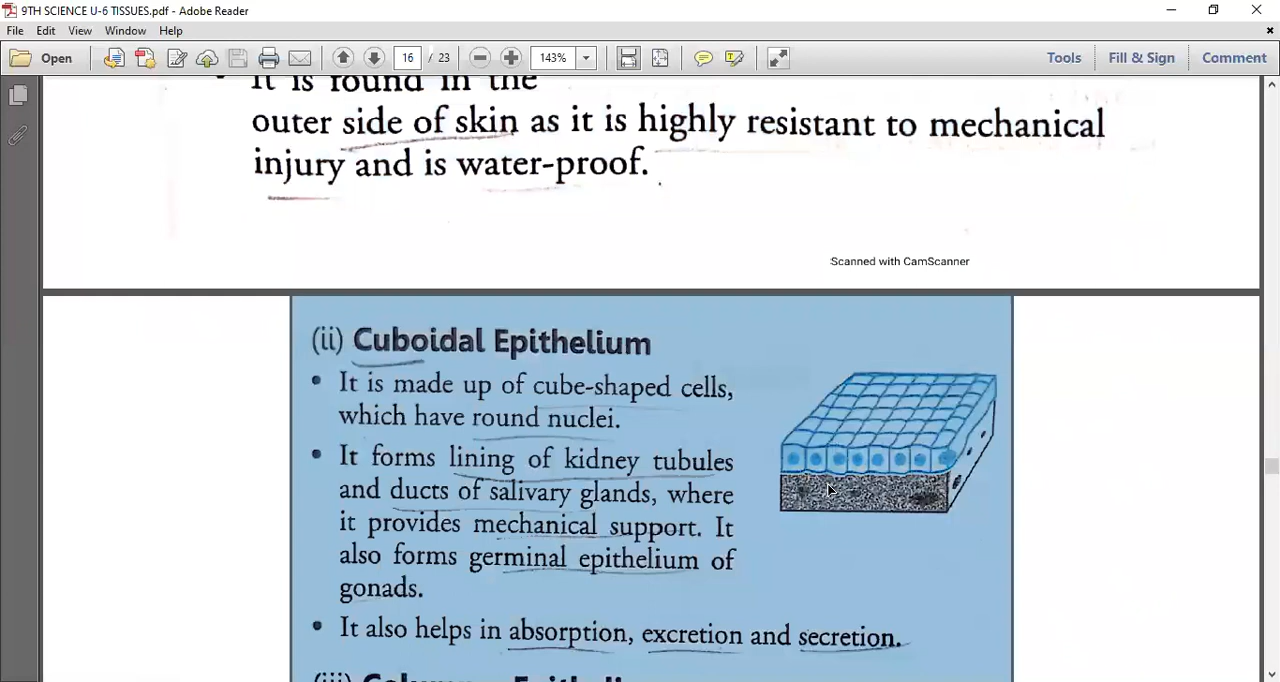 9TH SCIENCE U-6 TISSUES.pdf - Adobe Reader
File Edit View Window Help
Open 16 / 23 143% Tools Fill & Sign Comment
It is found in the
outer side of skin as it is highly resistant to mechanical
injury and is water-proof.
Scanned with CamScanner
(ii) Cuboidal Epithelium
• It is made up of cube-shaped cells,
which have round nuclei.
• It forms lining of kidney tubules
and ducts of salivary glands, where
it provides mechanical support. It
also forms germinal epithelium of
gonads.
• It also helps in absorption, excretion and secretion.